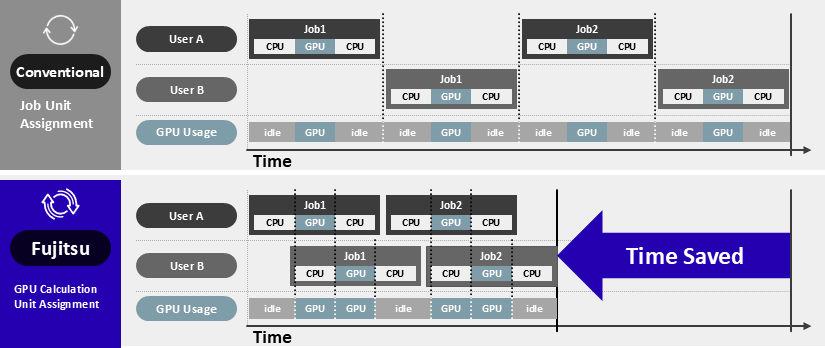 Conventional
Job Unit
Assignment
User A
Job1
CPU GPU CPU
Job2
CPU GPU CPU
User B
Job1
CPU GPU CPU
Job2
CPU GPU CPU
GPU Usage
idle GPU idle idle GPU idle idle GPU idle idle GPU idle
Time
Fujitsu
GPU Calculation
Unit Assignment
User A
Job1
CPU GPU CPU
Job2
CPU GPU CPU
User B
Job1
CPU GPU CPU
Job2
CPU GPU CPU
GPU Usage
idle GPU GPU idle GPU GPU idle
Time
Time Saved